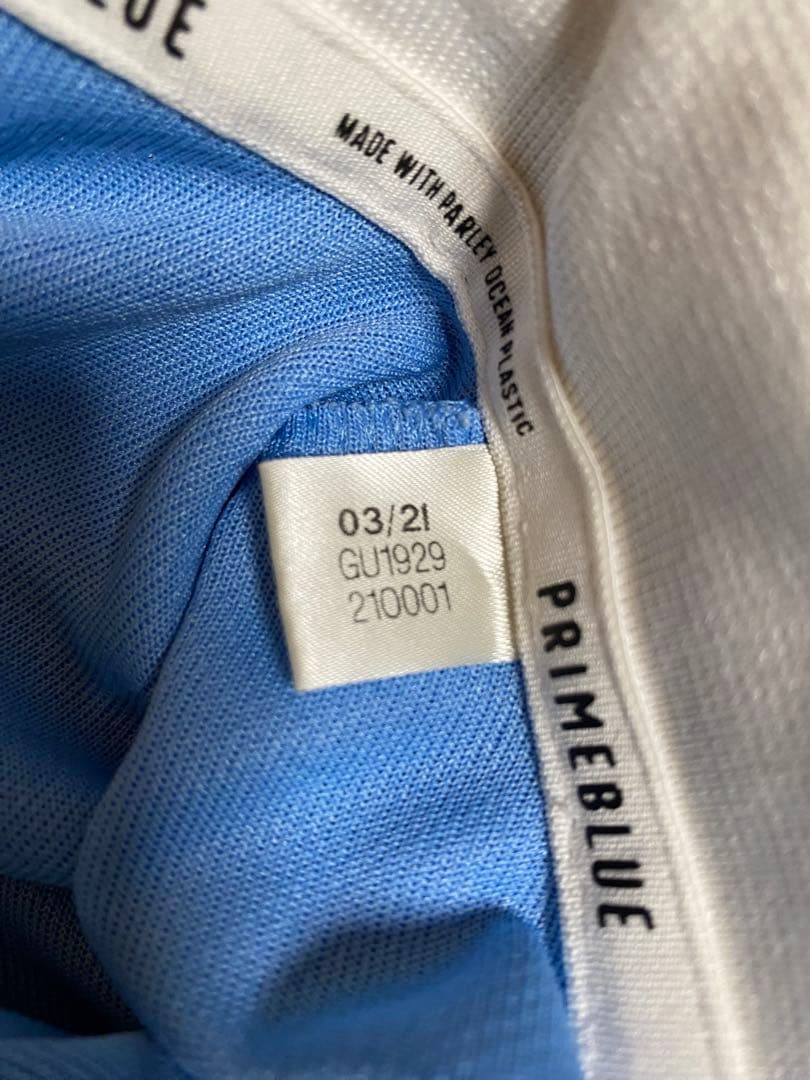 MADE WITH PARLEY OCEAN PLASTIC
03/21
GU1929
210001
PRIMEBLUE